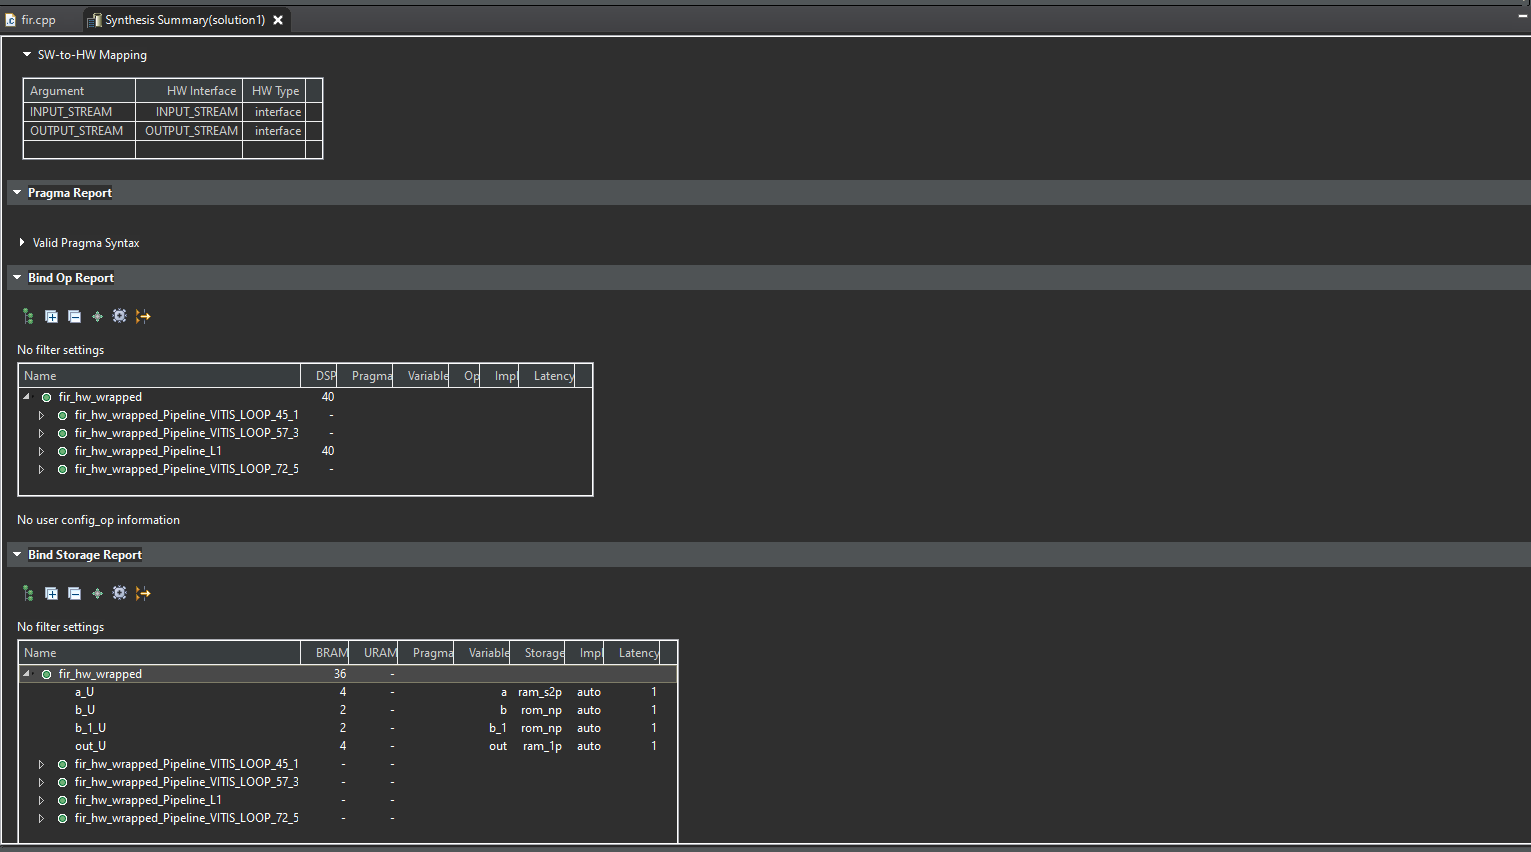 fir.cpp Synthesis Summary(solution1)
SW-to-HW Mapping
Argument HW Interface HW Type
INPUT_STREAM INPUT_STREAM interface
OUTPUT_STREAM OUTPUT_STREAM interface
Pragma Report
Valid Pragma Syntax
Bind Op Report
No filter settings
Name DSP Pragma Variable Op Impl Latency
fir_hw_wrapped 40
fir_hw_wrapped_Pipeline_VITIS_LOOP_45_1 -
fir_hw_wrapped_Pipeline_VITIS_LOOP_57_3 -
fir_hw_wrapped_Pipeline_L1 40
fir_hw_wrapped_Pipeline_VITIS_LOOP_72_5 -
No user config_op information
Bind Storage Report
No filter settings
Name BRAM URAM Pragma Variable Storage Impl Latency
fir_hw_wrapped 36 -
a_U 4 - a ram_s2p auto 1
b_U 2 - b rom_np auto 1
b_1_U 2 - b_1 rom_np auto 1
out_U 4 - out ram_1p auto 1
fir_hw_wrapped_Pipeline_VITIS_LOOP_45_1 - -
fir_hw_wrapped_Pipeline_VITIS_LOOP_57_3 - -
fir_hw_wrapped_Pipeline_L1 - -
fir_hw_wrapped_Pipeline_VITIS_LOOP_72_5 - -